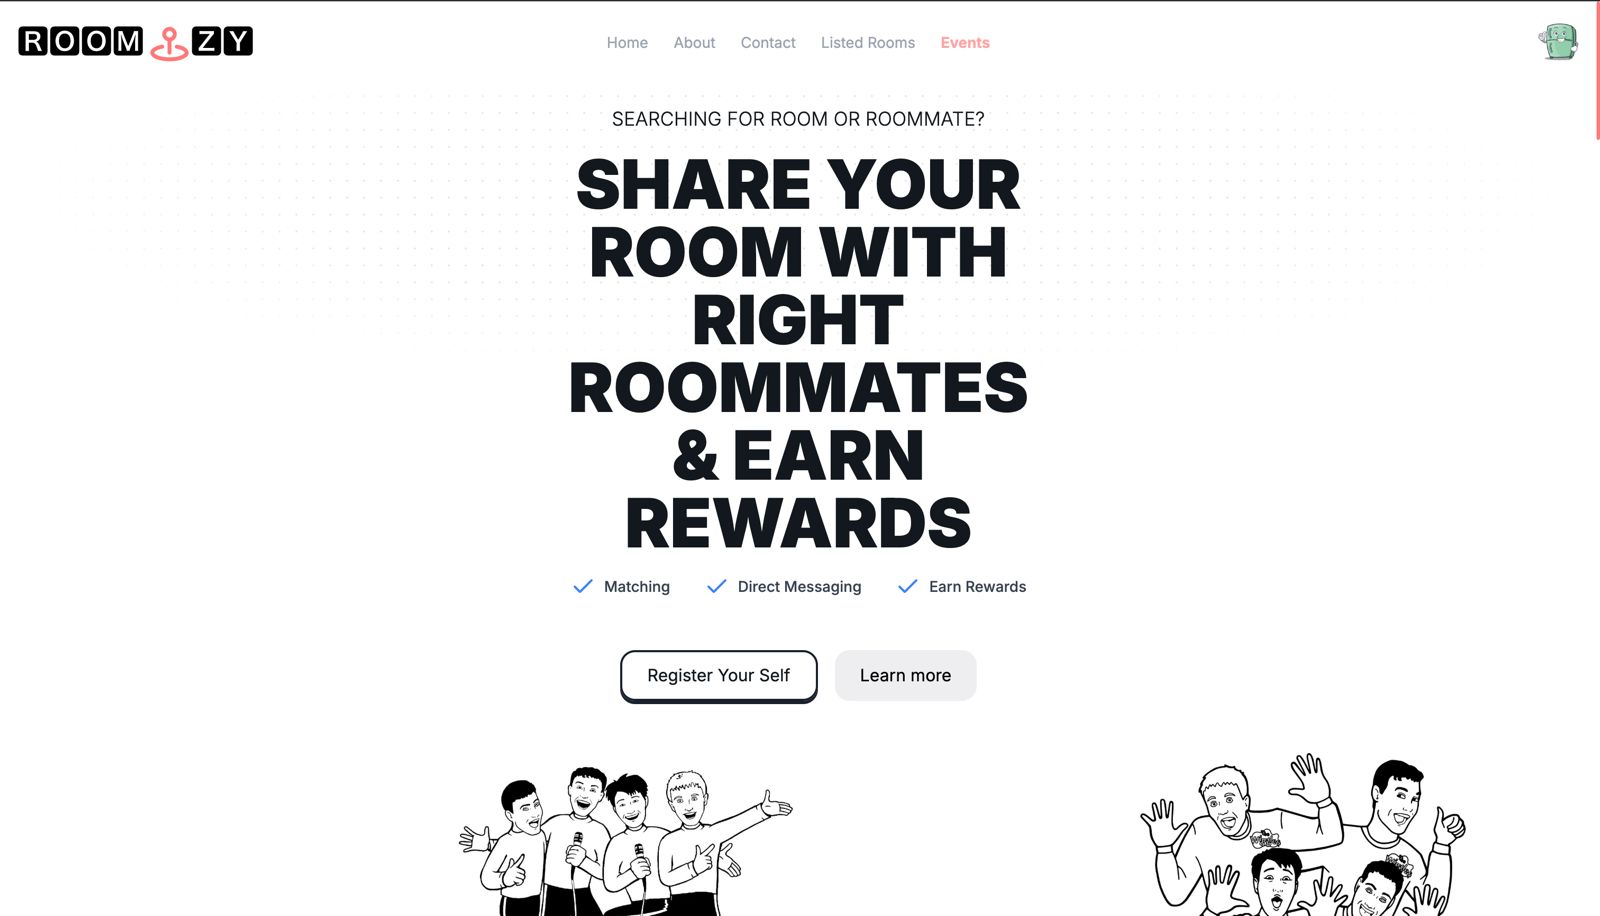 ROOM ZY
Home About Contact Listed Rooms Events
SEARCHING FOR ROOM OR ROOMMATE?
SHARE YOUR
ROOM WITH
RIGHT
ROOMMATES
& EARN
REWARDS
Matching Direct Messaging Earn Rewards
Register Your Self Learn more